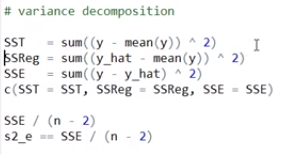 # variance decomposition
SST    = sum((y - mean(y)) ^ 2)
SSReg = sum((y_hat - mean(y)) ^ 2)
SSE    = sum((y - y_hat) ^ 2)
c(SST = SST, SSReg = SSReg, SSE = SSE)
SSE / (n - 2)
s2_e == SSE / (n - 2)